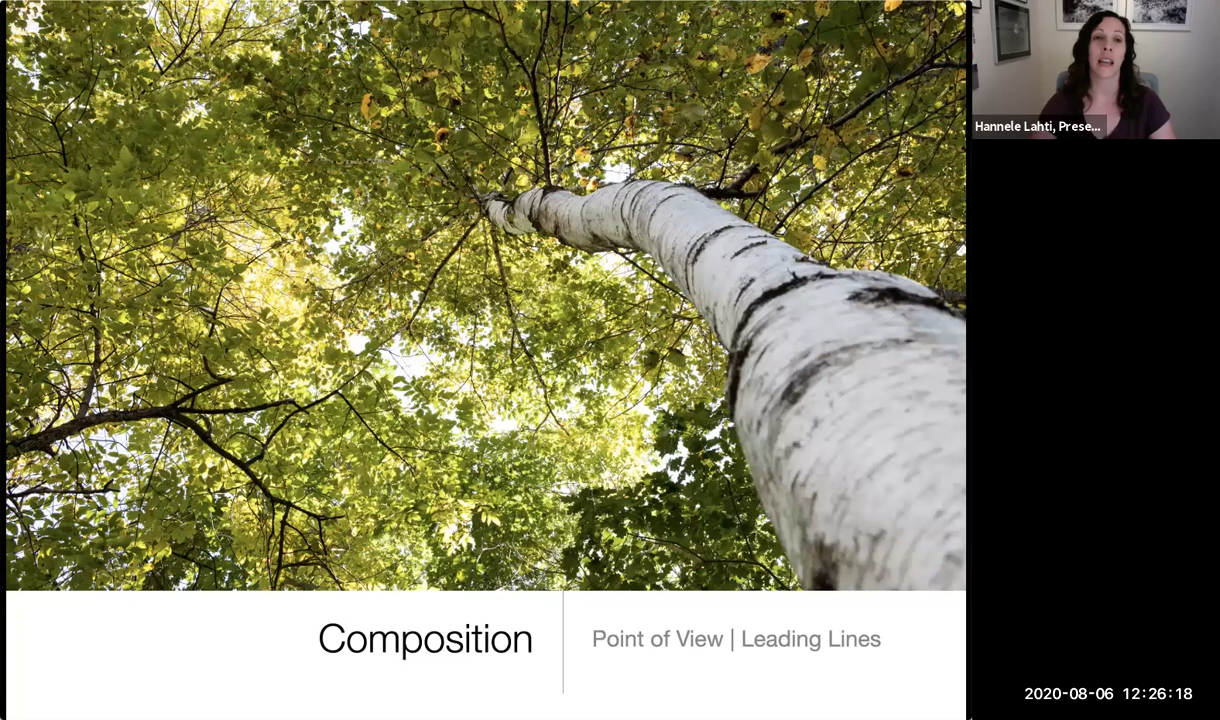 Hannele Lahti, Prese...
Composition
Point of View | Leading Lines
2020-08-06 12:26:18